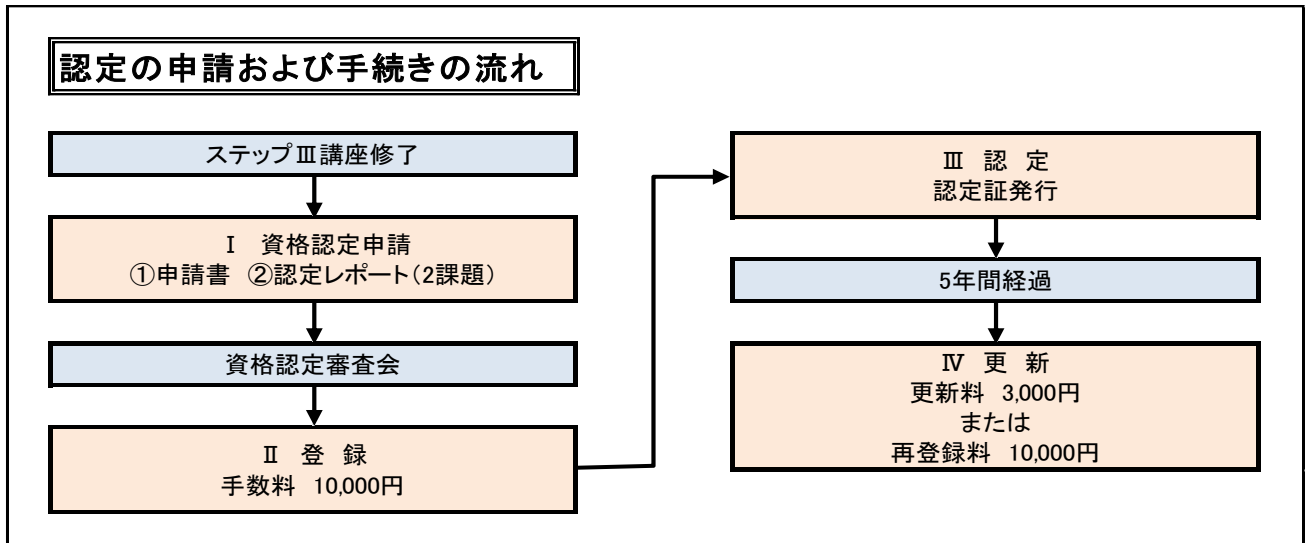 認定の申請および手続きの流れ
ステップⅢ講座修了
Ⅰ 資格認定申請
①申請書 ②認定レポート(2課題)
資格認定審査会
Ⅱ 登 録
手数料 10,000円
Ⅲ 認 定
認定証発行
5年間経過
Ⅳ 更 新
更新料 3,000円
または
再登録料 10,000円